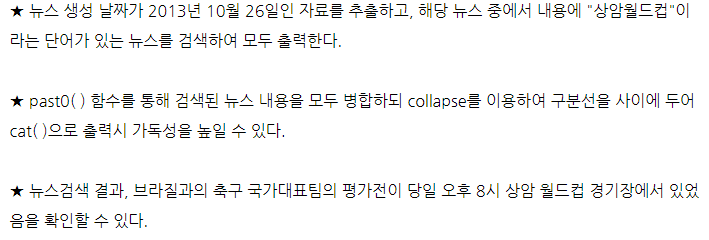 ★ 뉴스 생성 날짜가 2013년 10월 26일인 자료를 추출하고, 해당 뉴스 중에서 내용에 "상암월드컵"이
라는 단어가 있는 뉴스를 검색하여 모두 출력한다.
★ past0( ) 함수를 통해 검색된 뉴스 내용을 모두 병합하되 collapse를 이용하여 구분선을 사이에 두어
cat( )으로 출력시 가독성을 높일 수 있다.
★ 뉴스검색 결과, 브라질과의 축구 국가대표팀의 평가전이 당일 오후 8시 상암 월드컵 경기장에서 있었
음을 확인할 수 있다.